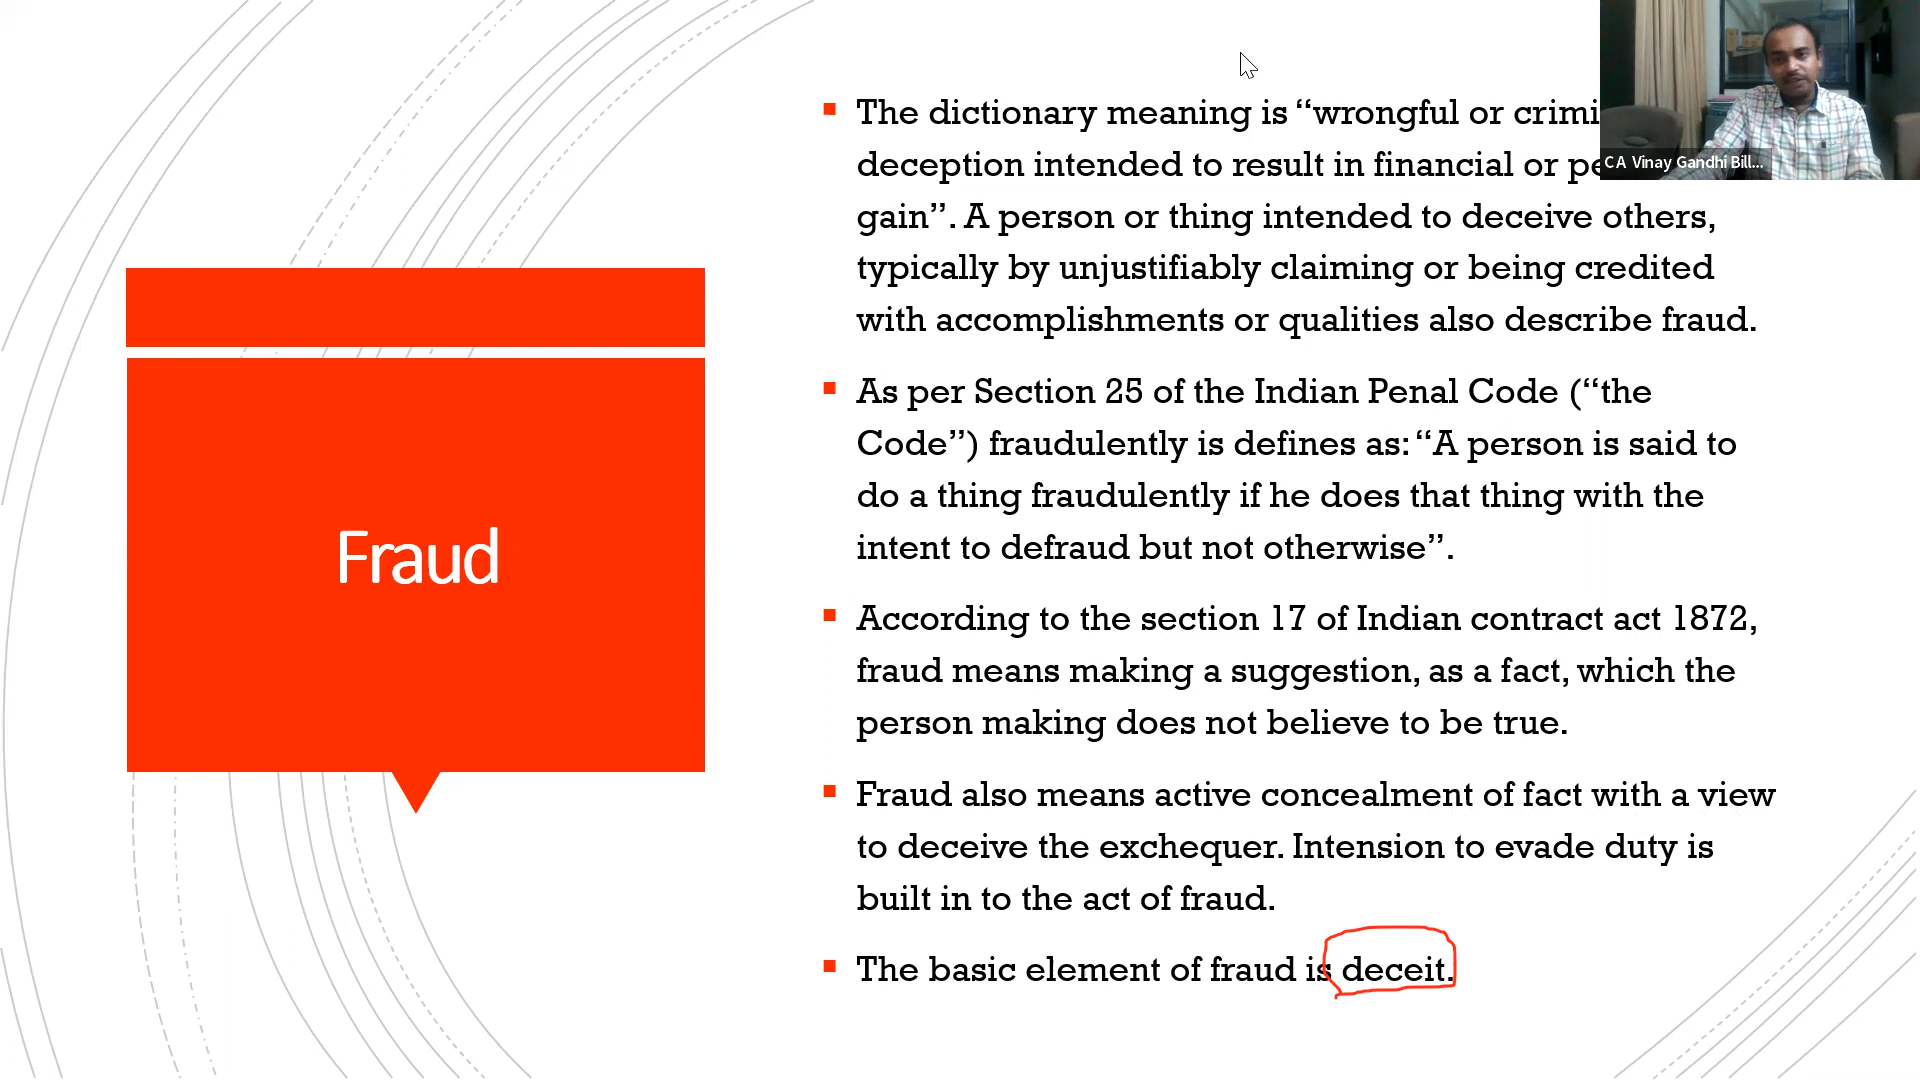 Fraud
The dictionary meaning is “wrongful or crimi
deception intended to result in financial or pe
gain”. A person or thing intended to deceive others,
typically by unjustifiably claiming or being credited
with accomplishments or qualities also describe fraud.
As per Section 25 of the Indian Penal Code (“the
Code”) fraudulently is defines as: “A person is said to
do a thing fraudulently if he does that thing with the
intent to defraud but not otherwise”.
According to the section 17 of Indian contract act 1872,
fraud means making a suggestion, as a fact, which the
person making does not believe to be true.
Fraud also means active concealment of fact with a view
to deceive the exchequer. Intension to evade duty is
built in to the act of fraud.
The basic element of fraud is deceit.
CA Vinay Gandhi Bill...